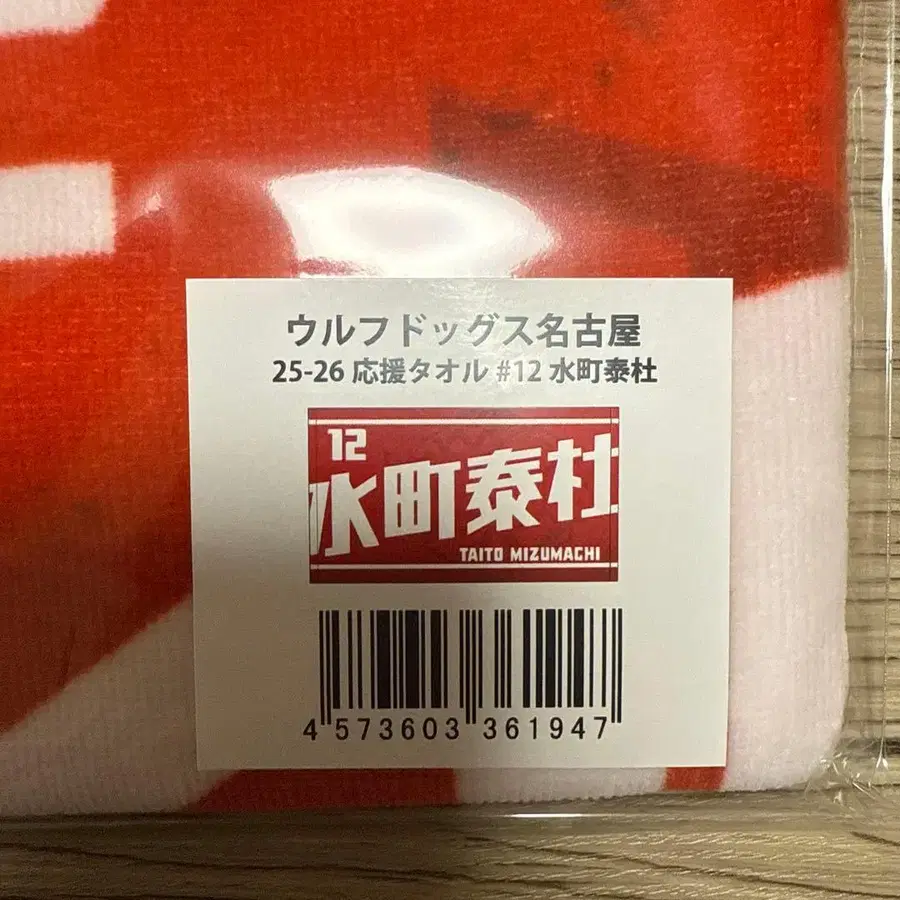 ウルフドッグス名古屋
25-26 応援タオル #12 水町泰杜
12
水町泰杜
TAITO MIZUMACHI
4 573603 361947